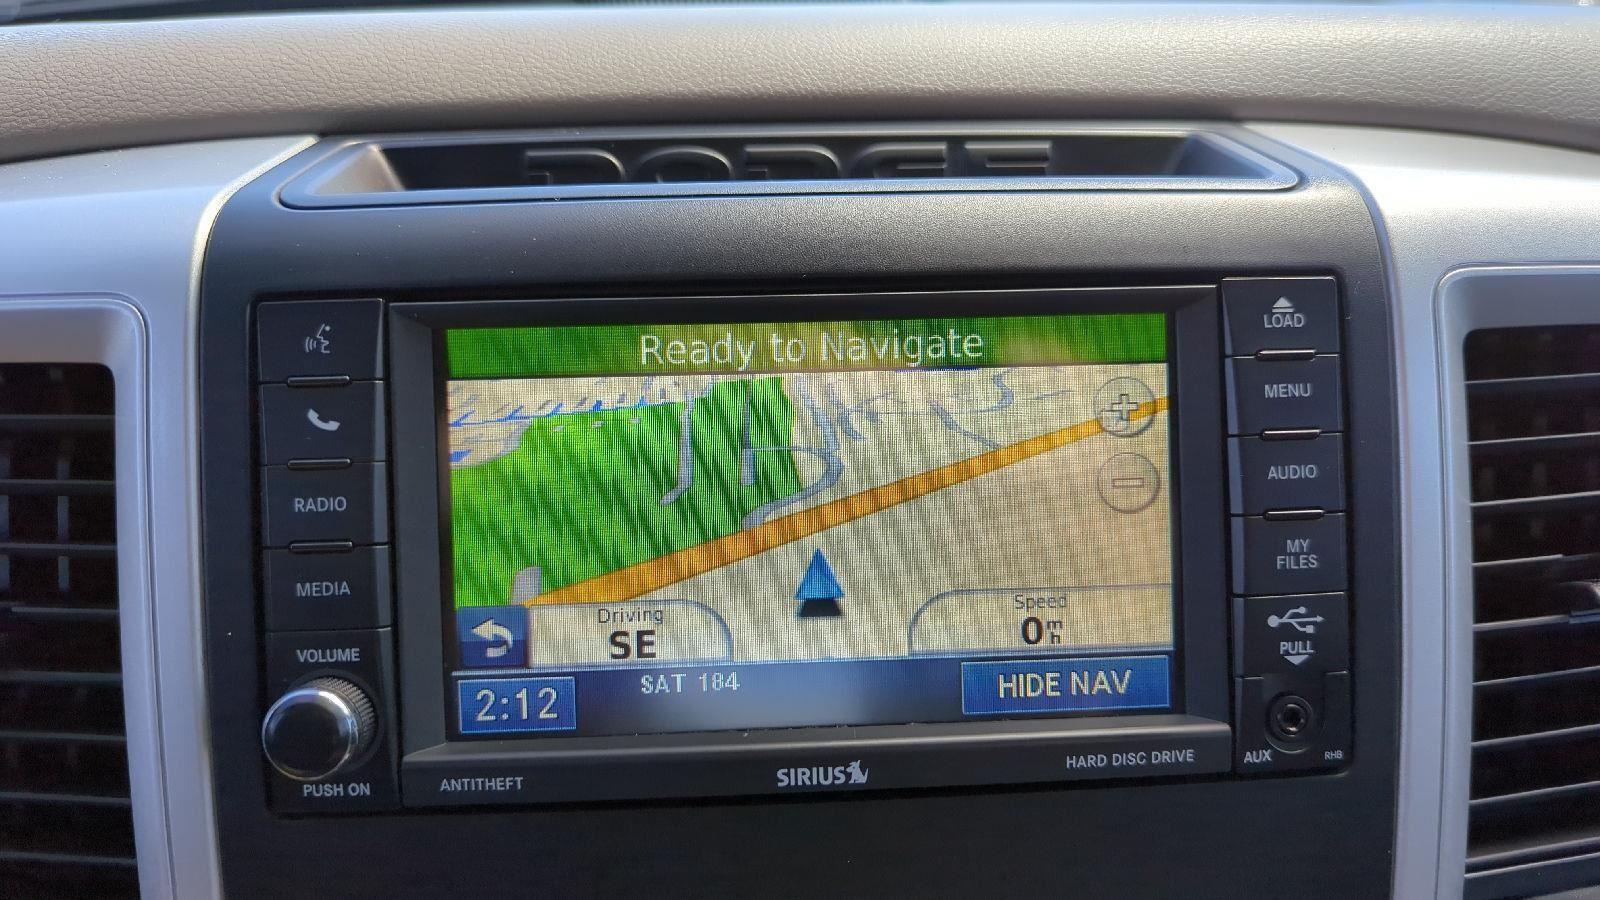 DODGE
Ready to Navigate
RADIO
MEDIA
VOLUME
PUSH ON
Driving
SE
Speed
0 m/h
2:12
SAT 184
HIDE NAV
ANTITHEFT
SIRIUS
HARD DISC DRIVE
LOAD
MENU
AUDIO
MY
FILES
PULL
AUX
RHB